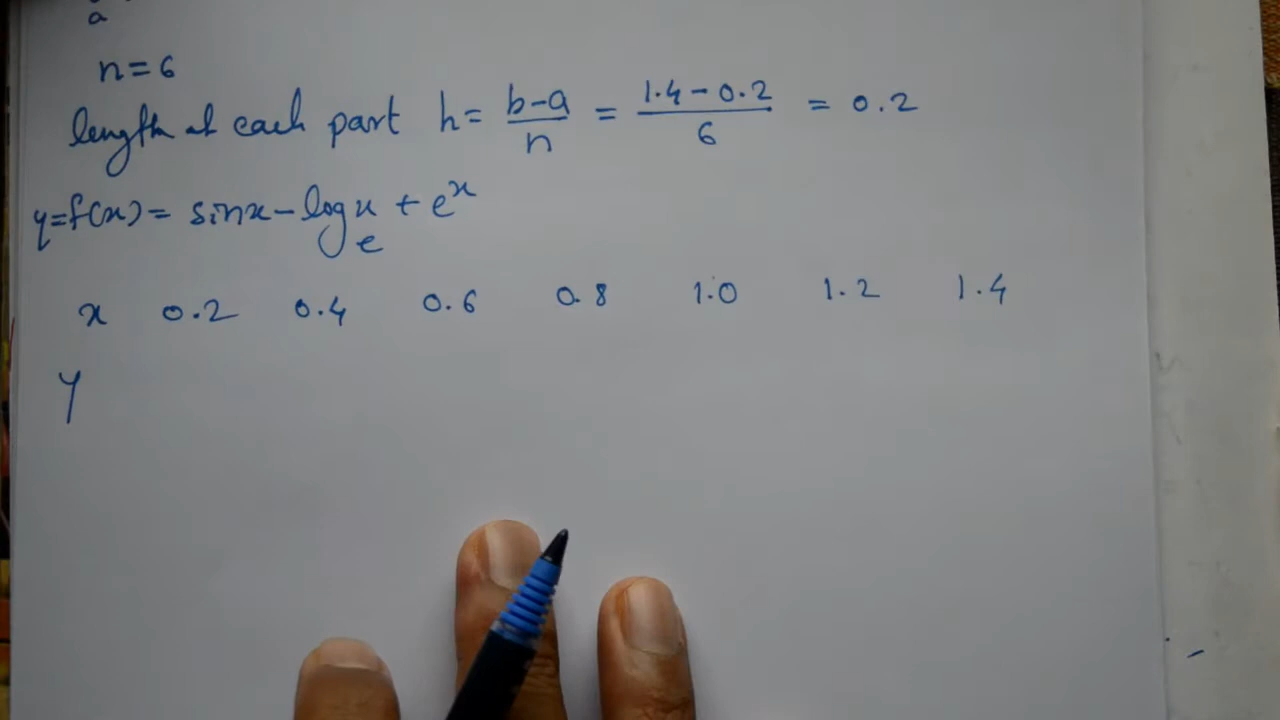 a
n = 6
length of each part h = b-a/n = 1.4 - 0.2/6 = 0.2
y = f(x) = sinx - log_e x + e^x
x 0.2 0.4 0.6 0.8 1.0 1.2 1.4
y